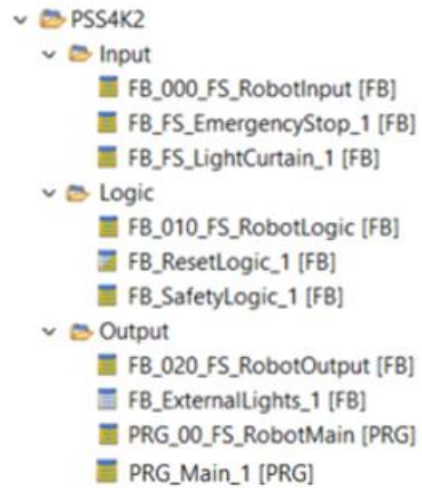 PSS4K2
Input
FB_000_FS_RobotInput [FB]
FB_FS_EmergencyStop_1 [FB]
FB_FS_LightCurtain_1 [FB]
Logic
FB_010_FS_RobotLogic [FB]
FB_ResetLogic_1 [FB]
FB_SafetyLogic_1 [FB]
Output
FB_020_FS_RobotOutput [FB]
FB_ExternalLights_1 [FB]
PRG_00_FS_RobotMain [PRG]
PRG_Main_1 [PRG]